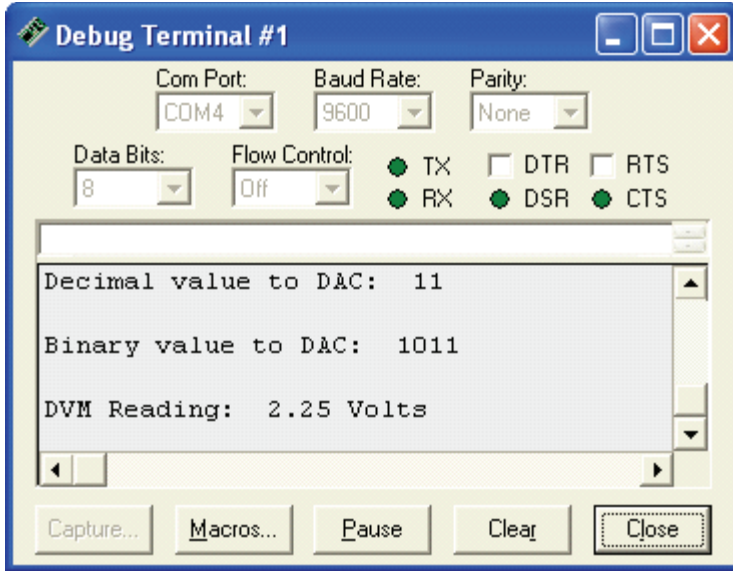 Debug Terminal #1
Com Port: Baud Rate: Parity:
COM4 9600 None
Data Bits: Flow Control: TX DTR RTS
8 Off RX DSR CTS
Decimal value to DAC:  11
Binary value to DAC:  1011
DVM Reading:  2.25 Volts
Capture... Macros... Pause Clear Close